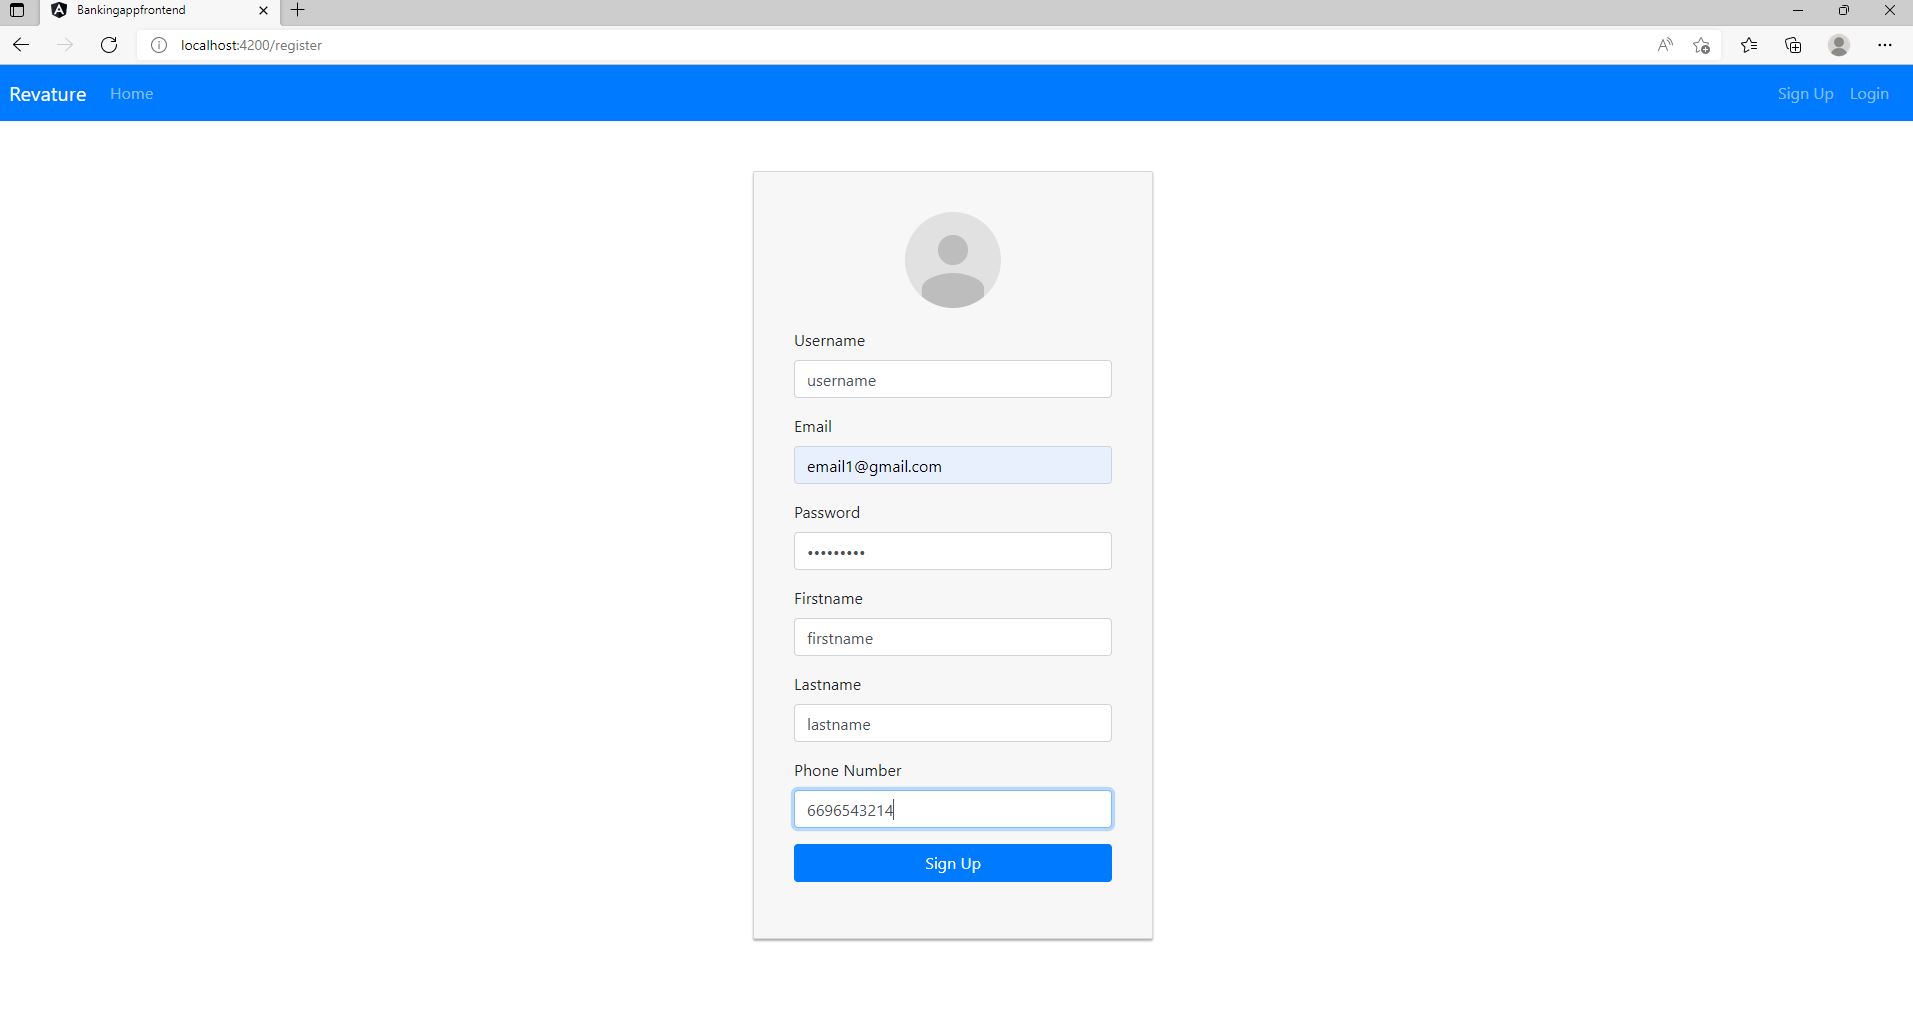 Bankingappfrontend
localhost:4200/register
Revature Home Sign Up Login
Username
username
Email
email1@gmail.com
Password
•••••••••
Firstname
firstname
Lastname
lastname
Phone Number
6696543214
Sign Up